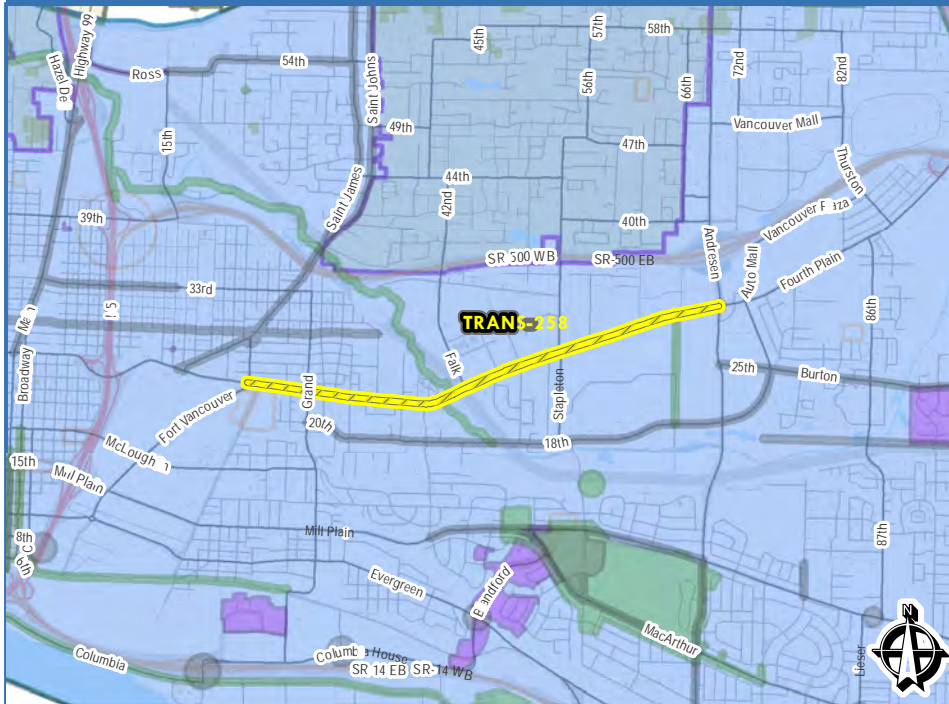 45th
57th
58th
Highway 99
72nd
82nd
54th
Ross
56th
66th
Saint Johns
49th
Vancouver Mall
15th
47th
Thurston
44th
Saint James
42nd
Vancouver Plaza
39th
40th
Andresen
SR 500 WB
SR-500 EB
Auto Mall
Fourth Plain
33rd
I 5
86th
TRANS-258
Main
Broadway
Falk
25th
Burton
Grand
Stapleton
Fort Vancouver
20th
18th
McLoughlin
15th
Mill Plain
Mill Plain
8th
C
6th
87th
Evergreen
Blandford
N
MacArthur
Columbia
Columbia House
SR 14 EB
SR-14 WB
Lieser